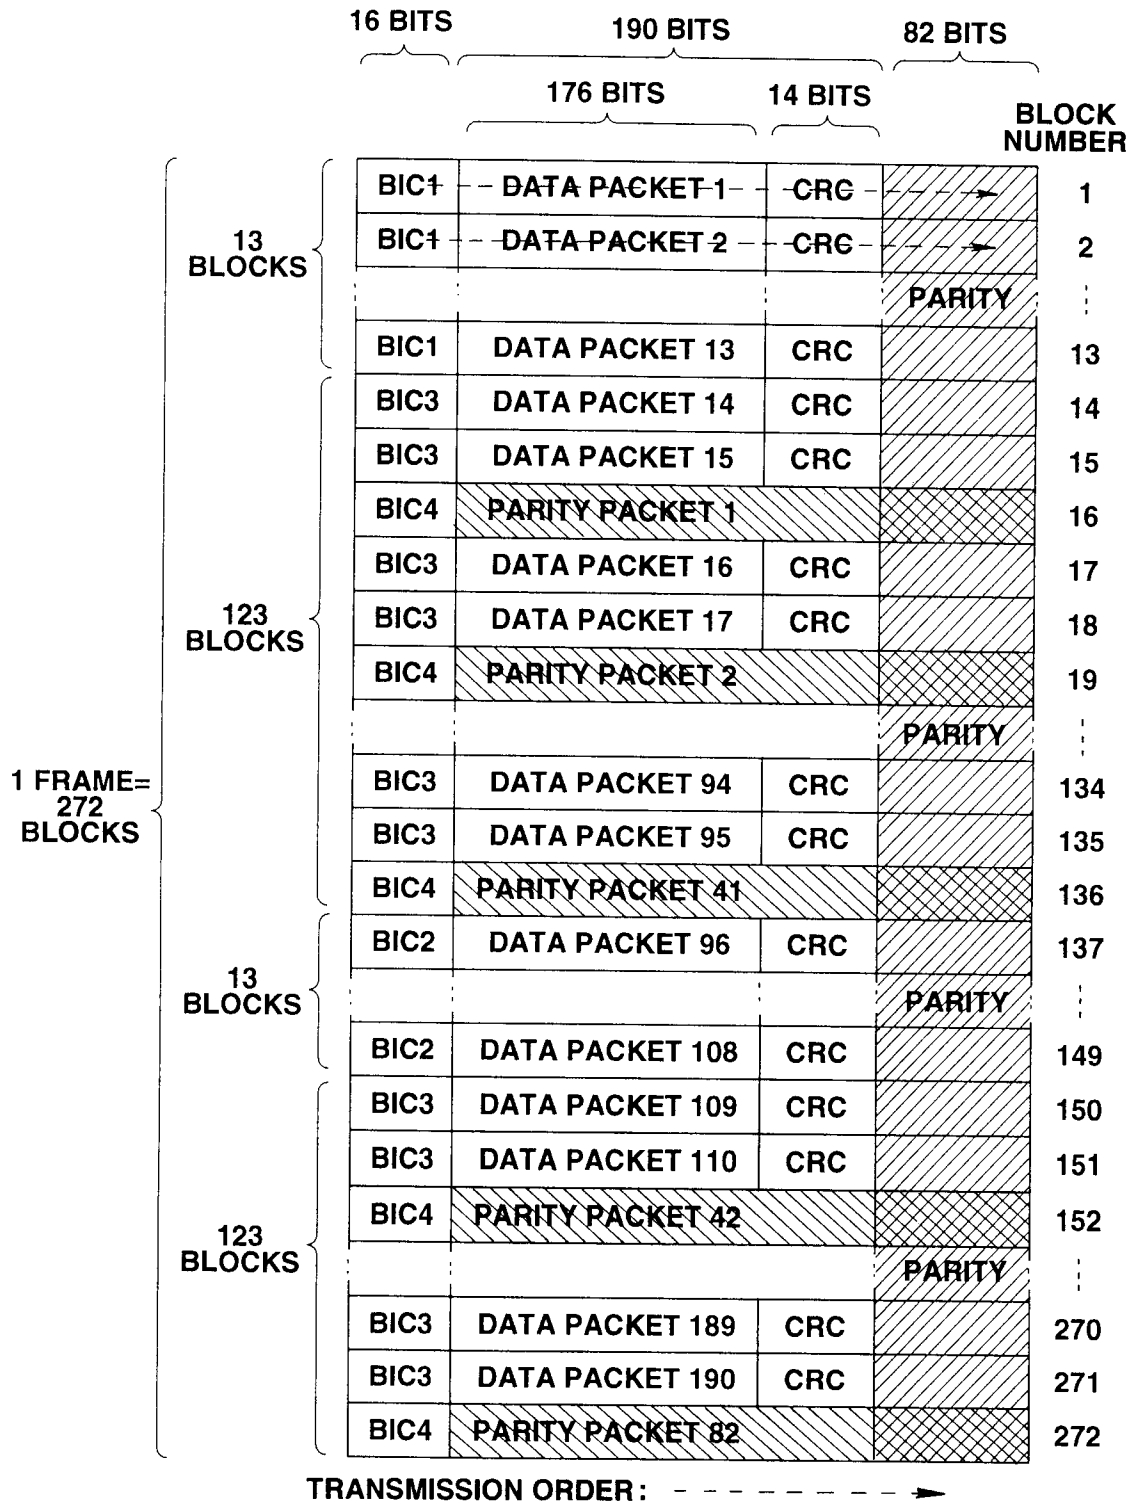 16 BITS 190 BITS 82 BITS
176 BITS 14 BITS
BLOCK
NUMBER
BIC1 DATA PACKET 1 CRC 1
BIC1 DATA PACKET 2 CRC 2
13
BLOCKS
PARITY
BIC1 DATA PACKET 13 CRC 13
BIC3 DATA PACKET 14 CRC 14
BIC3 DATA PACKET 15 CRC 15
BIC4 PARITY PACKET 1 16
BIC3 DATA PACKET 16 CRC 17
123
BLOCKS
BIC3 DATA PACKET 17 CRC 18
BIC4 PARITY PACKET 2 19
PARITY
1 FRAME=
272
BLOCKS
BIC3 DATA PACKET 94 CRC 134
BIC3 DATA PACKET 95 CRC 135
BIC4 PARITY PACKET 41 136
BIC2 DATA PACKET 96 CRC 137
13
BLOCKS
PARITY
BIC2 DATA PACKET 108 CRC 149
BIC3 DATA PACKET 109 CRC 150
BIC3 DATA PACKET 110 CRC 151
BIC4 PARITY PACKET 42 152
123
BLOCKS
PARITY
BIC3 DATA PACKET 189 CRC 270
BIC3 DATA PACKET 190 CRC 271
BIC4 PARITY PACKET 82 272
TRANSMISSION ORDER: